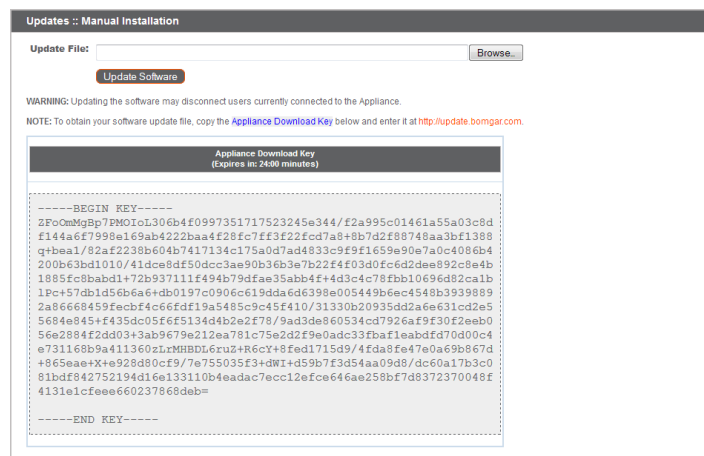 Updates :: Manual Installation
Update File:
Browse..
Update Software
WARNING: Updating the software may disconnect users currently connected to the Appliance.
NOTE: To obtain your software update file, copy the Appliance Download Key below and enter it at http://update.bomgar.com.
Appliance Download Key
(Expires in: 24:00 minutes)
-----BEGIN KEY-----
ZFoOmMgBp7PMOIoL306b4f0997351717523245e344/f2a995c01461a55a03c8d
f144a6f7998e169ab4222baa4f28fc7ff3f22fcd7a8+8b7d2f88748aa3bf1388
q+bea1/82af2238b604b7417134c175a0d7ad4833c9f9f1659e90e7a0c4086b4
200b63bd1010/41dce8df50dcc3ae90b36b3e7b22f4f03d0fc6d2dee892c8e4b
1885fc8babd1+72b937111f494b79dfae35abb4f+4d3c4c78fbb10696d82ca1b
lPc+57db1d56b6a6+db0197c0906c619dda6d6398e005449b6ec4548b3939889
2a86668459fecbf4c66fdf19a5485c9c45f410/31330b20935dd2a6e631cd2e5
5684e845+f435dc05f6f5134d4b2e2f78/9ad3de860534cd7926af9f30f2eeb0
56e2884f2dd03+3ab9679e212ea781c75e2d2f9e0adc33fbaf1eabdfd70d00c4
e731168b9a411360zLrMHBDL6ruZ+R6cY+8fed1715d9/4fda8fe47e0a69b867d
+865eae+X+e928d80cf9/7e755035f3+dWI+d59b7f3d54aa09d8/dc60a17b3c0
81bdf842752194d16e133110b4eadac7ecc12efce646ae258bf7d8372370048f
4131e1cfeee660237868deb=
-----END KEY-----